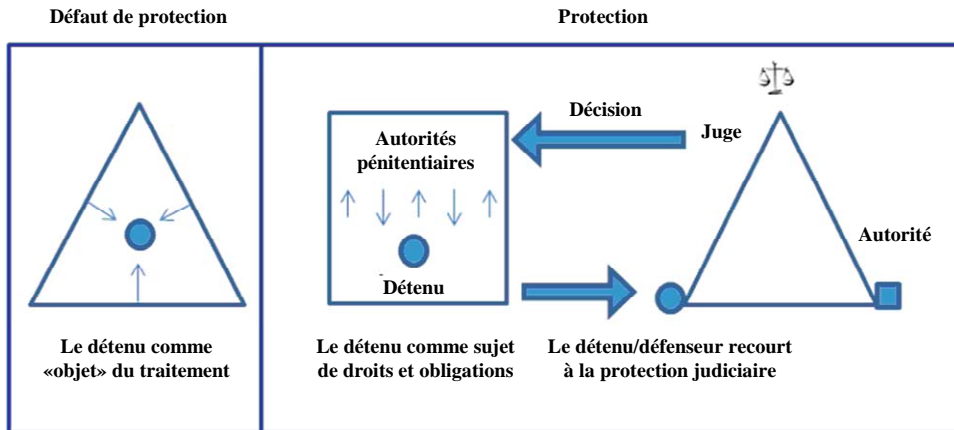 Défaut de protection
Protection
Décision
Juge
Autorités
pénitentiaires
Autorité
Détenu
Le détenu comme
«objet» du traitement
Le détenu comme sujet
de droits et obligations
Le détenu/défenseur recourt
à la protection judiciaire